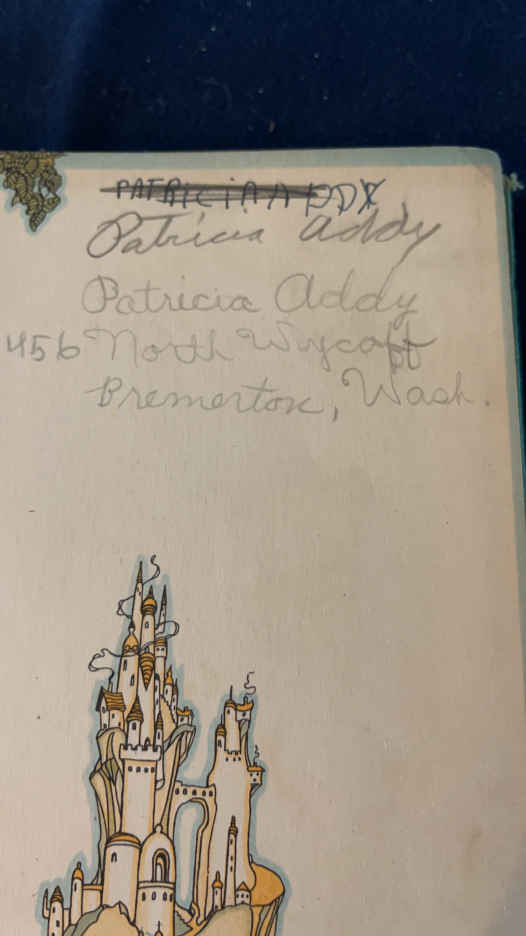 PATRICIA ADDY
Patricia Addy
Patricia Addy
456 North Wycoff
Bremerton, Wash.